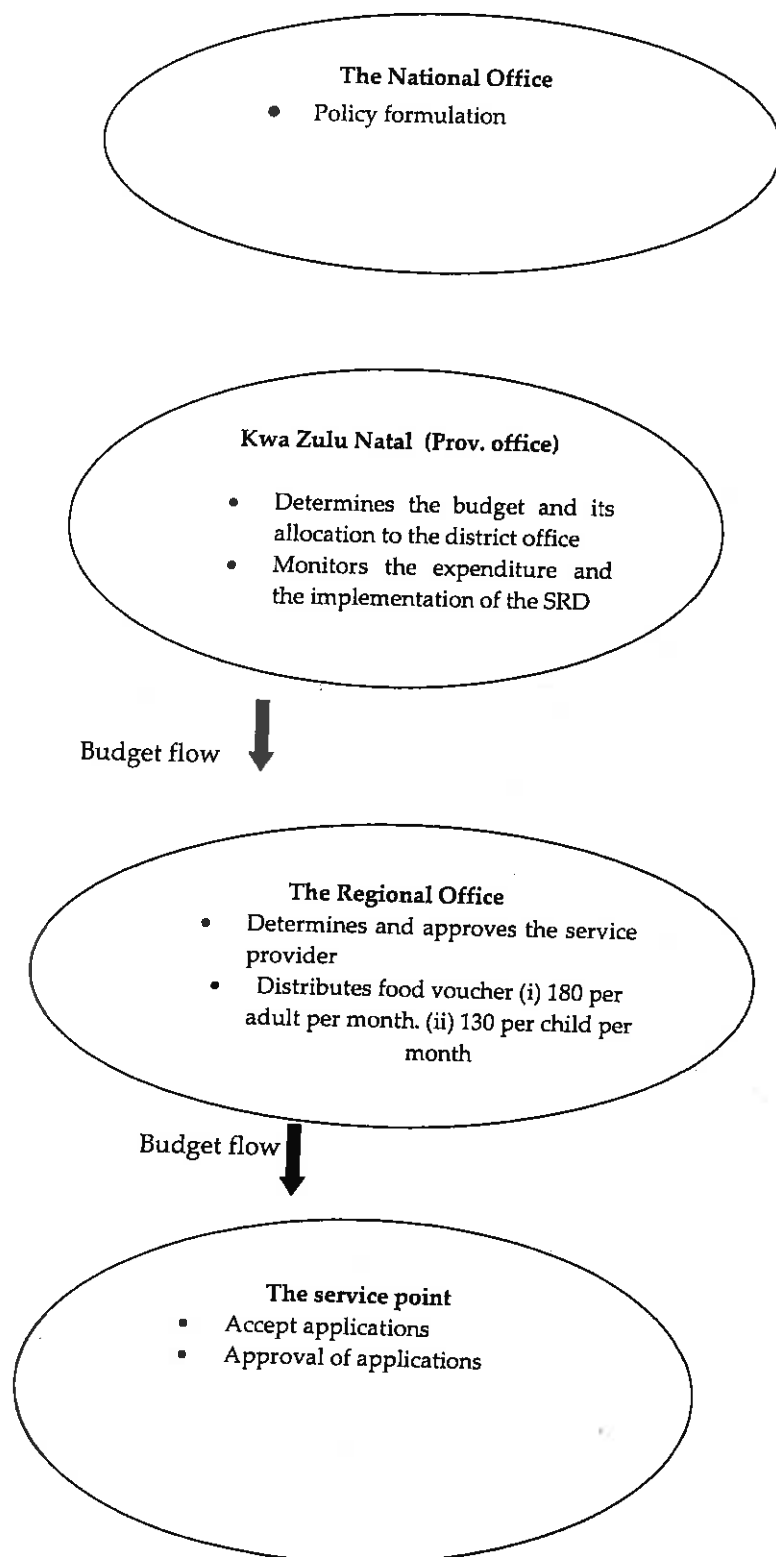 The National Office
• Policy formulation
Kwa Zulu Natal (Prov. office)
• Determines the budget and its
allocation to the district office
• Monitors the expenditure and
the implementation of the SRD
Budget flow
The Regional Office
• Determines and approves the service
provider
• Distributes food voucher (i) 180 per
adult per month. (ii) 130 per child per
month
Budget flow
The service point
• Accept applications
• Approval of applications